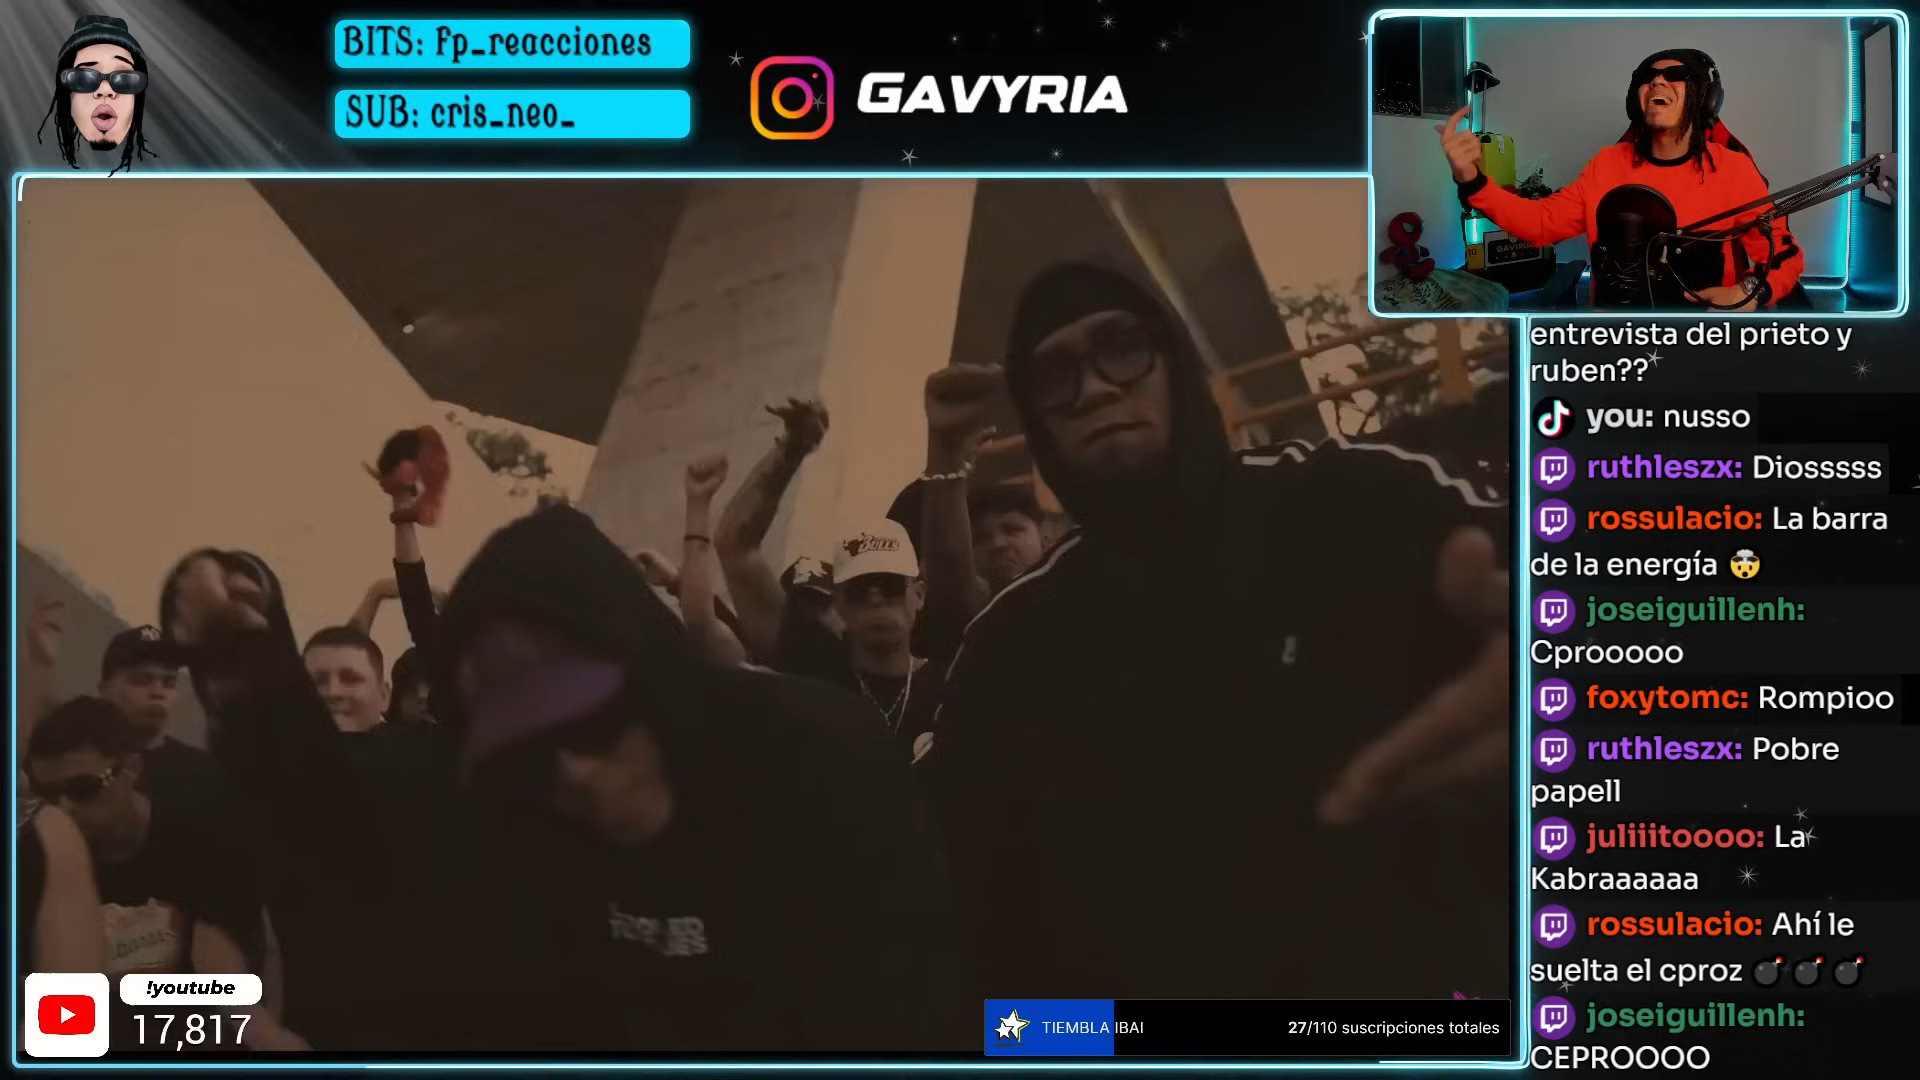 BITS: Fp_reacciones
SUB: cris_neo_
GAVYRIA
entrevista del prieto y
ruben??
you: nusso
ruthleszx: Diosssss
rossulacio: La barra
de la energía 🤯
joseiguillenh:
Cprooooo
foxytomc: Rompioo
ruthleszx: Pobre
papell
juliiitoooo: La
Kabraaaaaa
rossulacio: Ahí le
suelta el cproz 💣💣💣
joseiguillenh:
CEPROOOO
!youtube
17,817
TIEMBLA IBAI
27/110 suscripciones totales